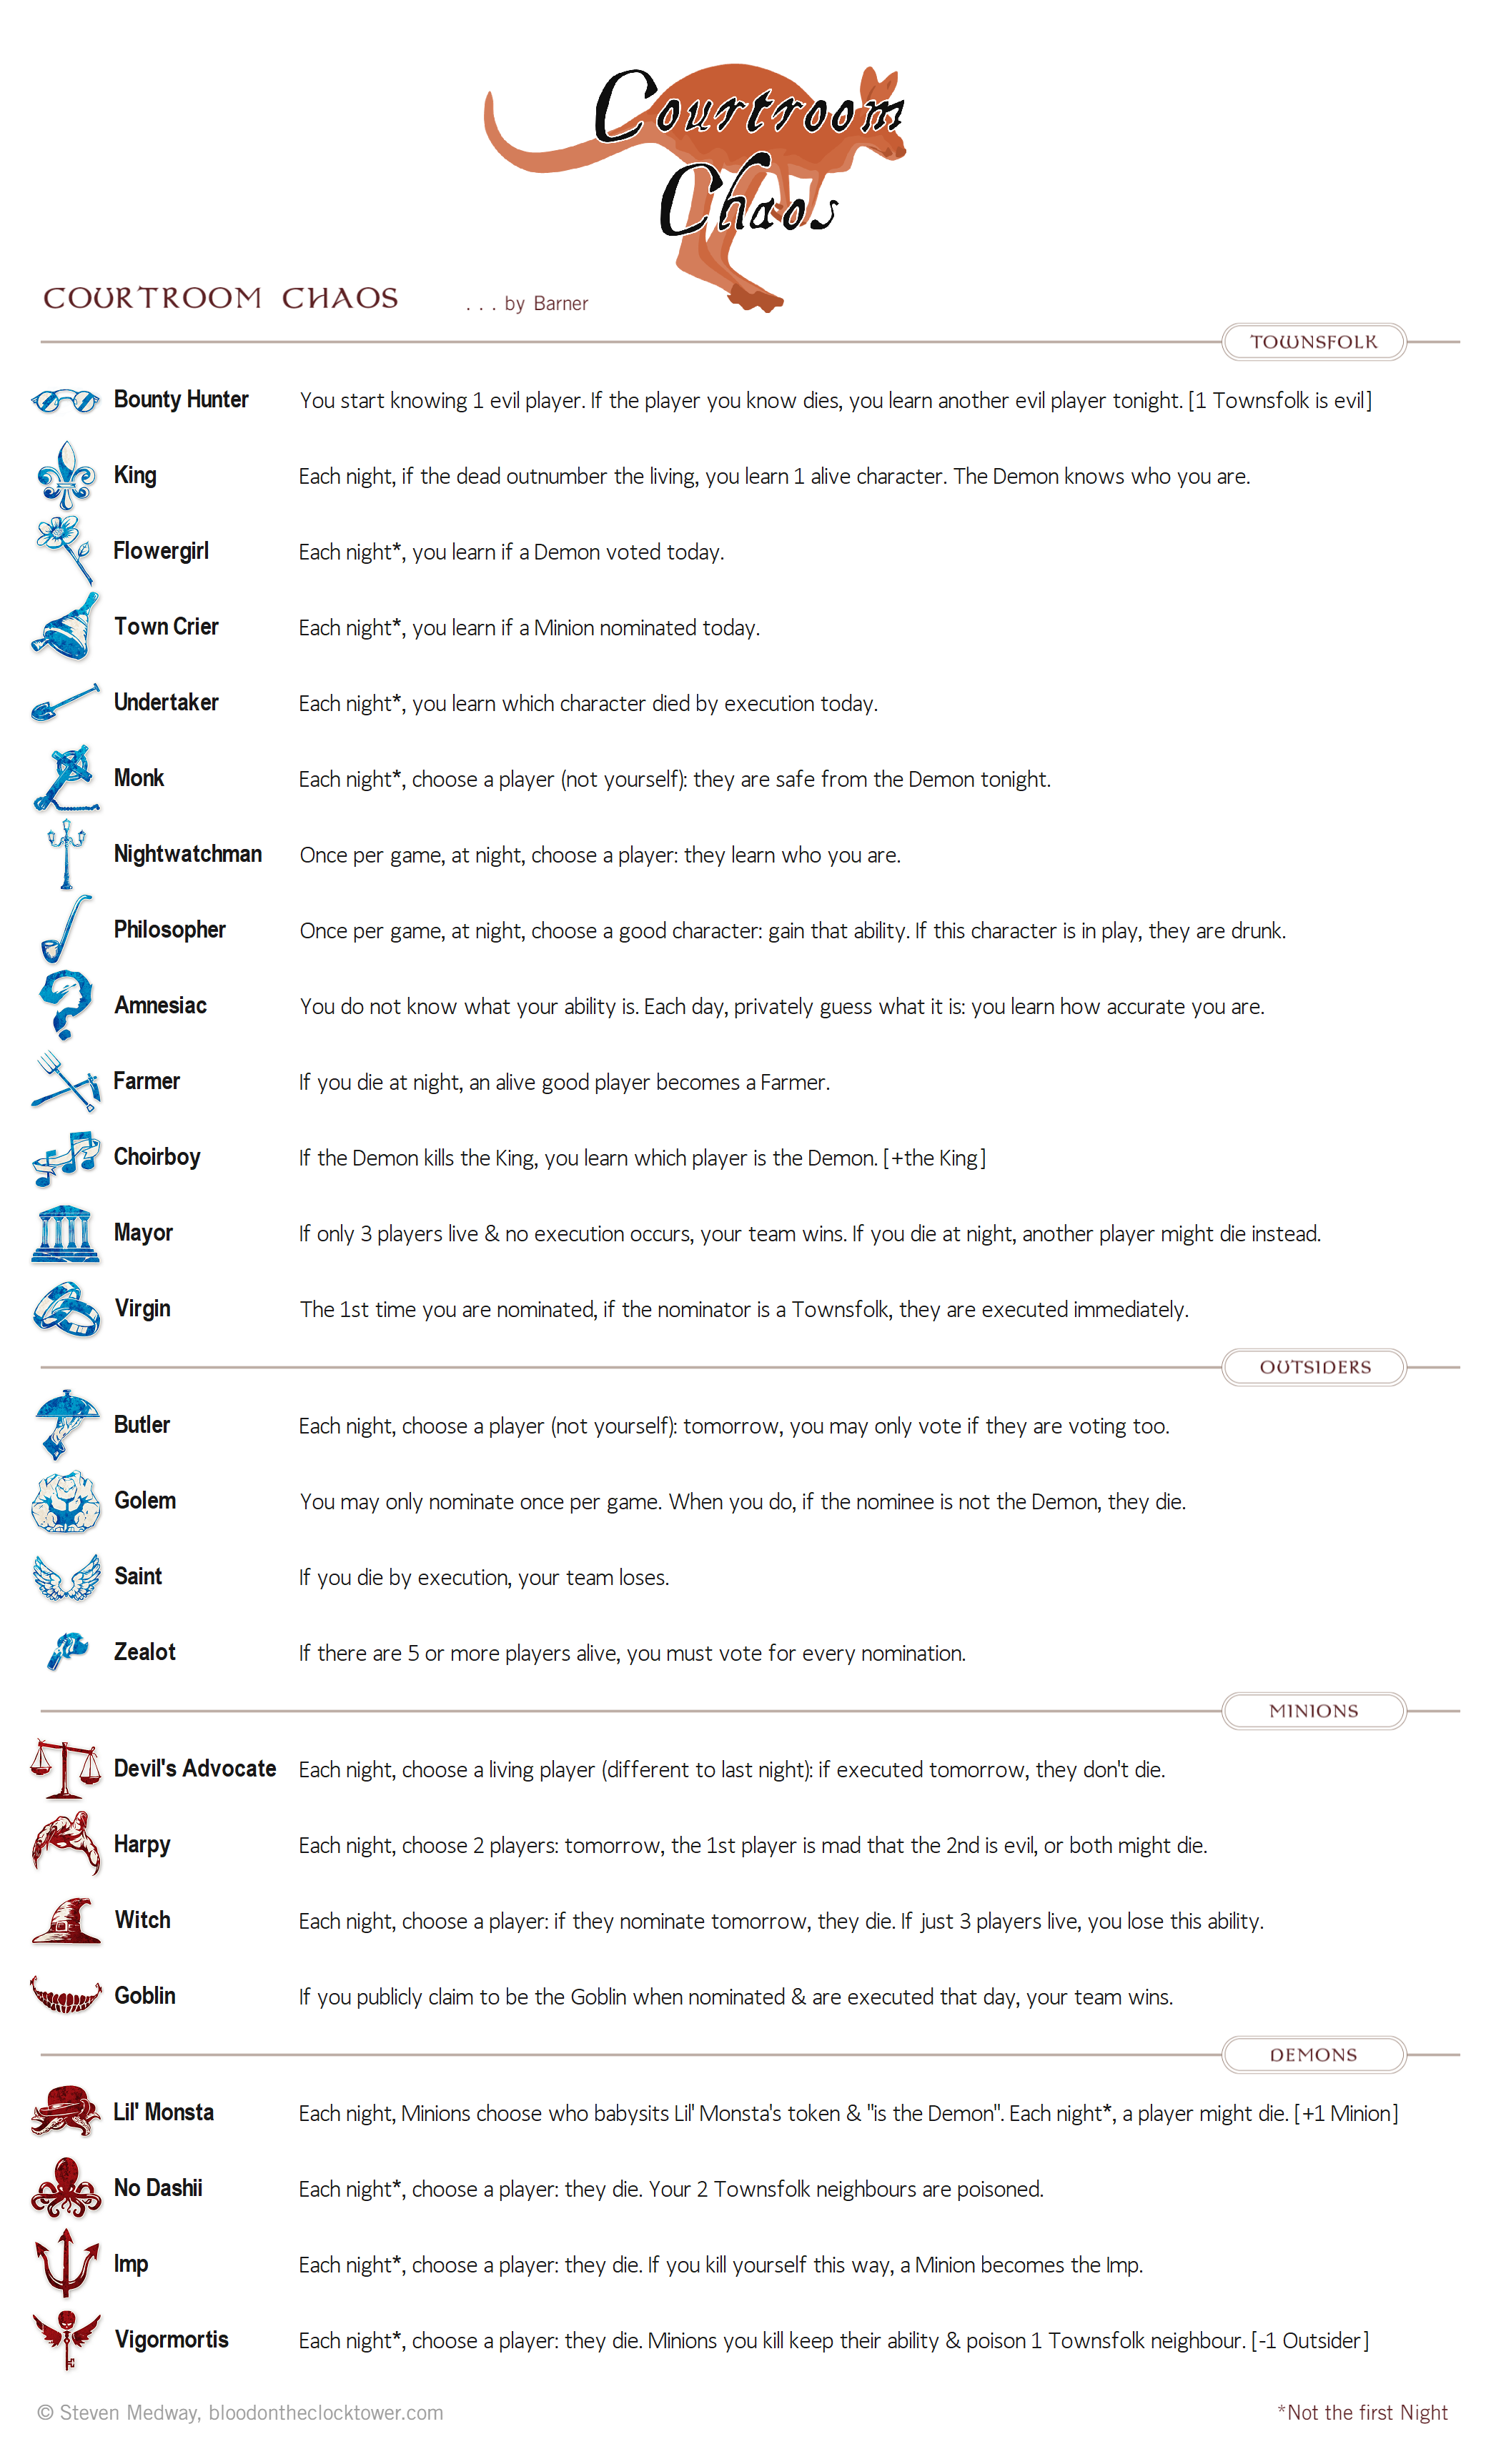 Courtroom
Chaos
COURTROOM CHAOS . . . by Barner
TOWNSFOLK
Bounty Hunter You start knowing 1 evil player. If the player you know dies, you learn another evil player tonight. [1 Townsfolk is evil]
King Each night, if the dead outnumber the living, you learn 1 alive character. The Demon knows who you are.
Flowergirl Each night*, you learn if a Demon voted today.
Town Crier Each night*, you learn if a Minion nominated today.
Undertaker Each night*, you learn which character died by execution today.
Monk Each night*, choose a player (not yourself): they are safe from the Demon tonight.
Nightwatchman Once per game, at night, choose a player: they learn who you are.
Philosopher Once per game, at night, choose a good character: gain that ability. If this character is in play, they are drunk.
Amnesiac You do not know what your ability is. Each day, privately guess what it is: you learn how accurate you are.
Farmer If you die at night, an alive good player becomes a Farmer.
Choirboy If the Demon kills the King, you learn which player is the Demon. [+the King]
Mayor If only 3 players live & no execution occurs, your team wins. If you die at night, another player might die instead.
Virgin The 1st time you are nominated, if the nominator is a Townsfolk, they are executed immediately.
OUTSIDERS
Butler Each night, choose a player (not yourself): tomorrow, you may only vote if they are voting too.
Golem You may only nominate once per game. When you do, if the nominee is not the Demon, they die.
Saint If you die by execution, your team loses.
Zealot If there are 5 or more players alive, you must vote for every nomination.
MINIONS
Devil's Advocate Each night, choose a living player (different to last night): if executed tomorrow, they don't die.
Harpy Each night, choose 2 players: tomorrow, the 1st player is mad that the 2nd is evil, or both might die.
Witch Each night, choose a player: if they nominate tomorrow, they die. If just 3 players live, you lose this ability.
Goblin If you publicly claim to be the Goblin when nominated & are executed that day, your team wins.
DEMONS
Lil' Monsta Each night, Minions choose who babysits Lil' Monsta's token & "is the Demon". Each night*, a player might die. [+1 Minion]
No Dashii Each night*, choose a player: they die. Your 2 Townsfolk neighbours are poisoned.
Imp Each night*, choose a player: they die. If you kill yourself this way, a Minion becomes the Imp.
Vigormortis Each night*, choose a player: they die. Minions you kill keep their ability & poison 1 Townsfolk neighbour. [-1 Outsider]
© Steven Medway, bloodontheclocktower.com *Not the first Night